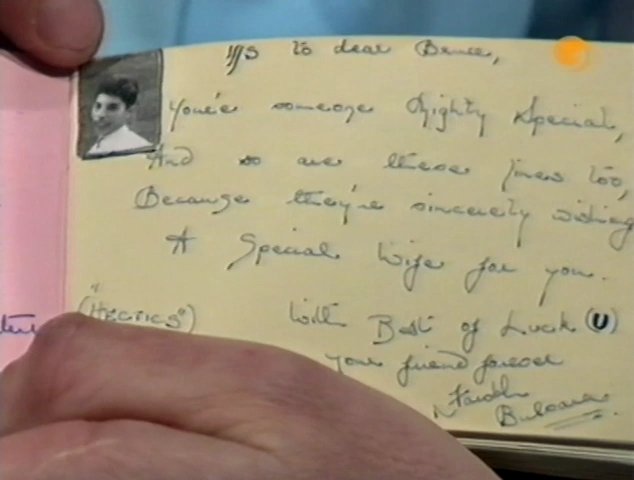 to dear Bruce,
You're someone mighty special,
And so are these lines too,
Because they're sincerely wishing
A Special Wife for you.
("HECTICS")
With Best of Luck (U)
your friend forever
Farokh
Bulsara